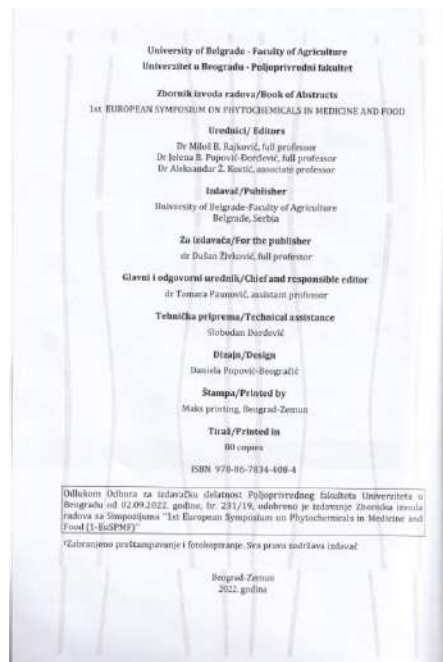 University of Belgrade - Faculty of Agriculture
Univerzitet u Beogradu - Poljoprivredni fakultet
Zbornik izvoda radova/Book of Abstracts
1st EUROPEAN SYMPOSIUM ON PHYTOCHEMICALS IN MEDICINE AND FOOD
Urednici/ Editors
Dr Miloš B. Rajković, full professor
Dr Jelena B. Popović-Đorđević, full professor
Dr Aleksandar Ž. Kostić, associate professor
Izdavač/Publisher
University of Belgrade-Faculty of Agriculture
Belgrade, Serbia
Za izdavača/For the publisher
dr Dušan Živković, full professor
Glavni i odgovorni urednik/Chief and responsible editor
dr Tamara Paunović, assistant professor
Tehnička priprema/Technical assistance
Slobodan Đorđević
Dizajn/Design
Daniela Popović-Beogračić
Štampa/Printed by
Maks printing, Beograd-Zemun
Tiraž/Printed in
80 copies
ISBN 978-86-7834-408-4
Odlukom Odbora za izdavačku delatnost Poljoprivrednog fakulteta Univerziteta u
Beogradu od 02.09.2022. godine, br. 231/19, odobreno je izdavanje Zbornika izvoda
radova sa Simpozijuma "1st European Symposium on Phytochemicals in Medicine and
Food (1-EuSPMF)"
Zabranjeno preštampavanje i fotokopiranje. Sva prava zadržava izdavač
Beograd-Zemun
2022. godina